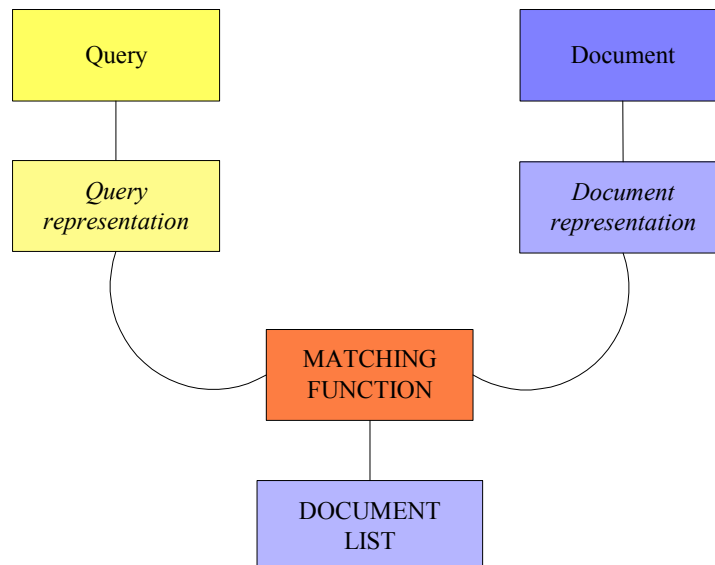 Query
Document
Query
representation
Document
representation
MATCHING
FUNCTION
DOCUMENT
LIST